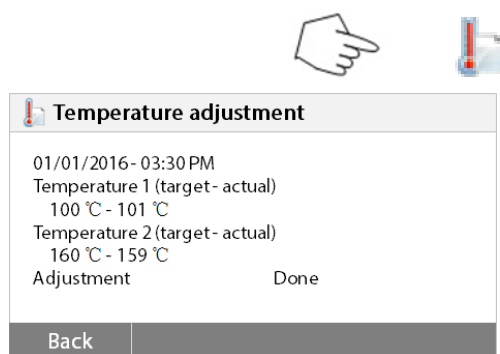 Temperature adjustment
01/01/2016 - 03:30 PM
Temperature 1 (target - actual)
100 ℃ - 101 ℃
Temperature 2 (target - actual)
160 ℃ - 159 ℃
Adjustment Done
Back